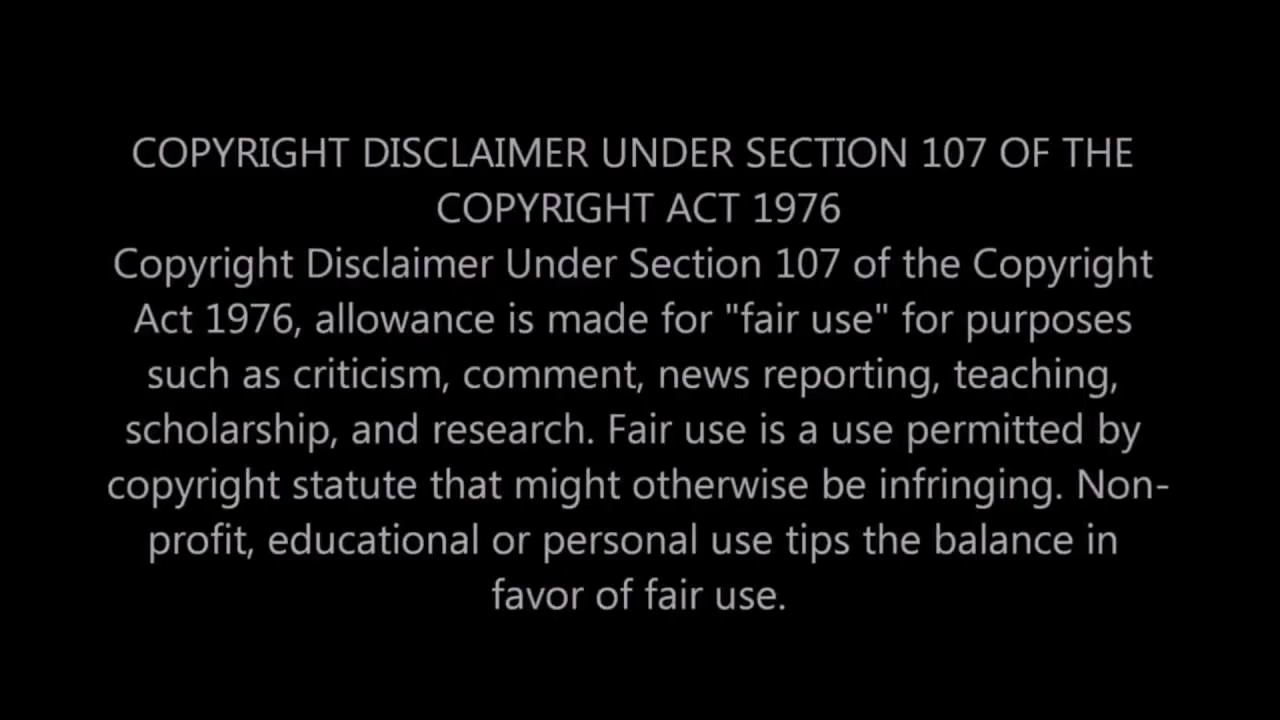 COPYRIGHT DISCLAIMER UNDER SECTION 107 OF THE
COPYRIGHT ACT 1976
Copyright Disclaimer Under Section 107 of the Copyright
Act 1976, allowance is made for "fair use" for purposes
such as criticism, comment, news reporting, teaching,
scholarship, and research. Fair use is a use permitted by
copyright statute that might otherwise be infringing. Non-
profit, educational or personal use tips the balance in
favor of fair use.